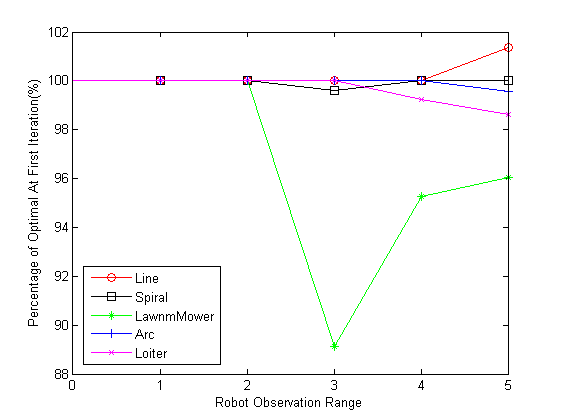 102
100
98
96
94
92
90
88
Percentage of Optimal At First Iteration(%)
Line
Spiral
LawnmMower
Arc
Loiter
0 1 2 3 4 5
Robot Observation Range